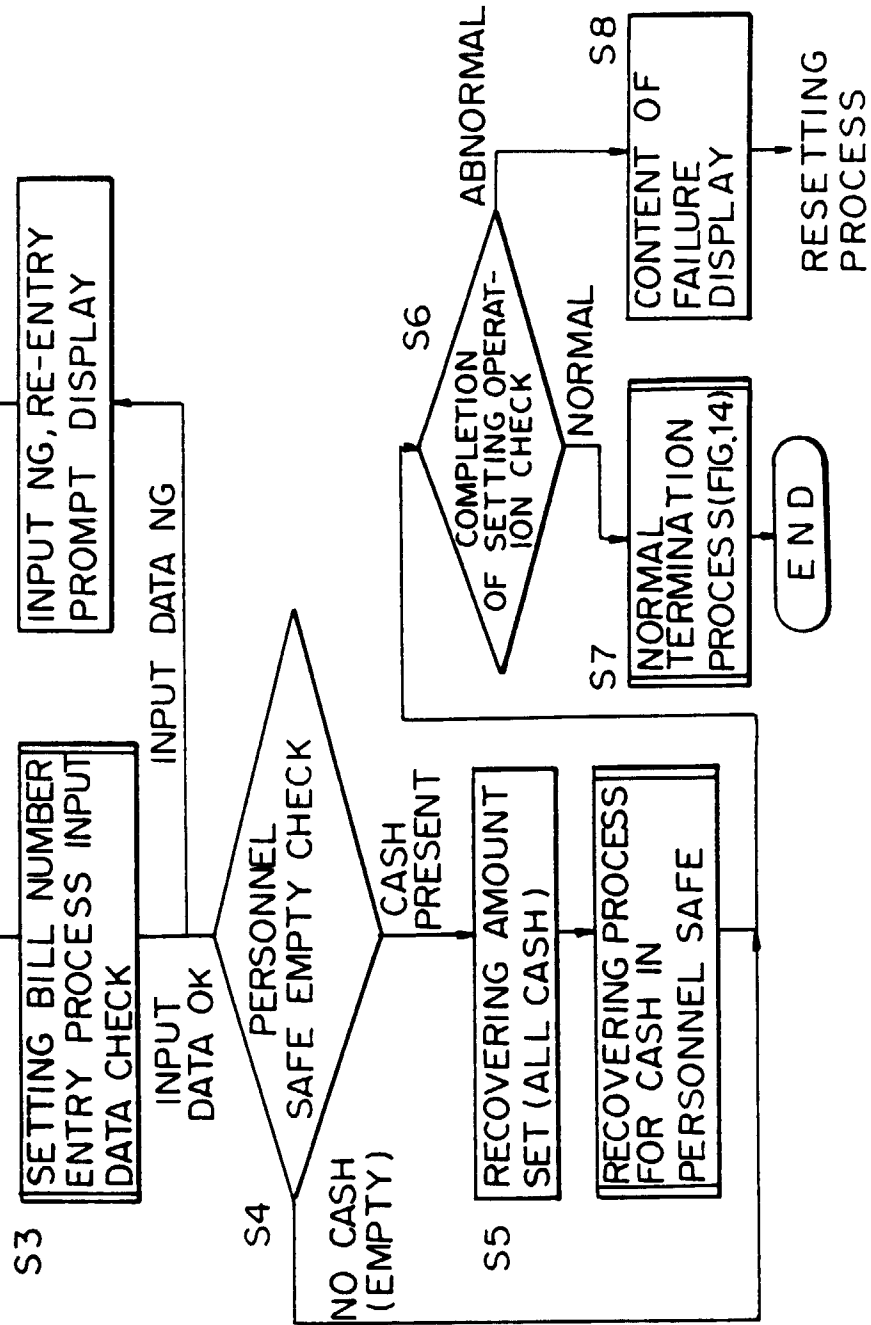 S3
SETTING BILL NUMBER
ENTRY PROCESS INPUT
DATA CHECK
INPUT NG, RE-ENTRY
PROMPT DISPLAY
INPUT DATA NG
INPUT
DATA OK
S4
PERSONNEL
SAFE EMPTY CHECK
NO CASH
(EMPTY)
CASH
PRESENT
S5
RECOVERING AMOUNT
SET (ALL CASH)
RECOVERING PROCESS
FOR CASH IN
PERSONNEL SAFE
S6
COMPLETION
OF SETTING OPERAT-
ION CHECK
ABNORMAL
NORMAL
S7
NORMAL
TERMINATION
PROCESS(FIG.14)
END
S8
CONTENT OF
FAILURE
DISPLAY
RESETTING
PROCESS